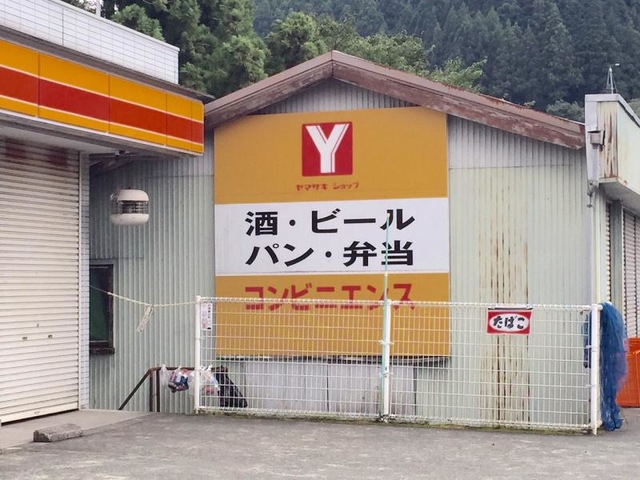 Y
ヤマザキ ショップ
酒・ビール
パン・弁当
コンビニエンス
たばこ